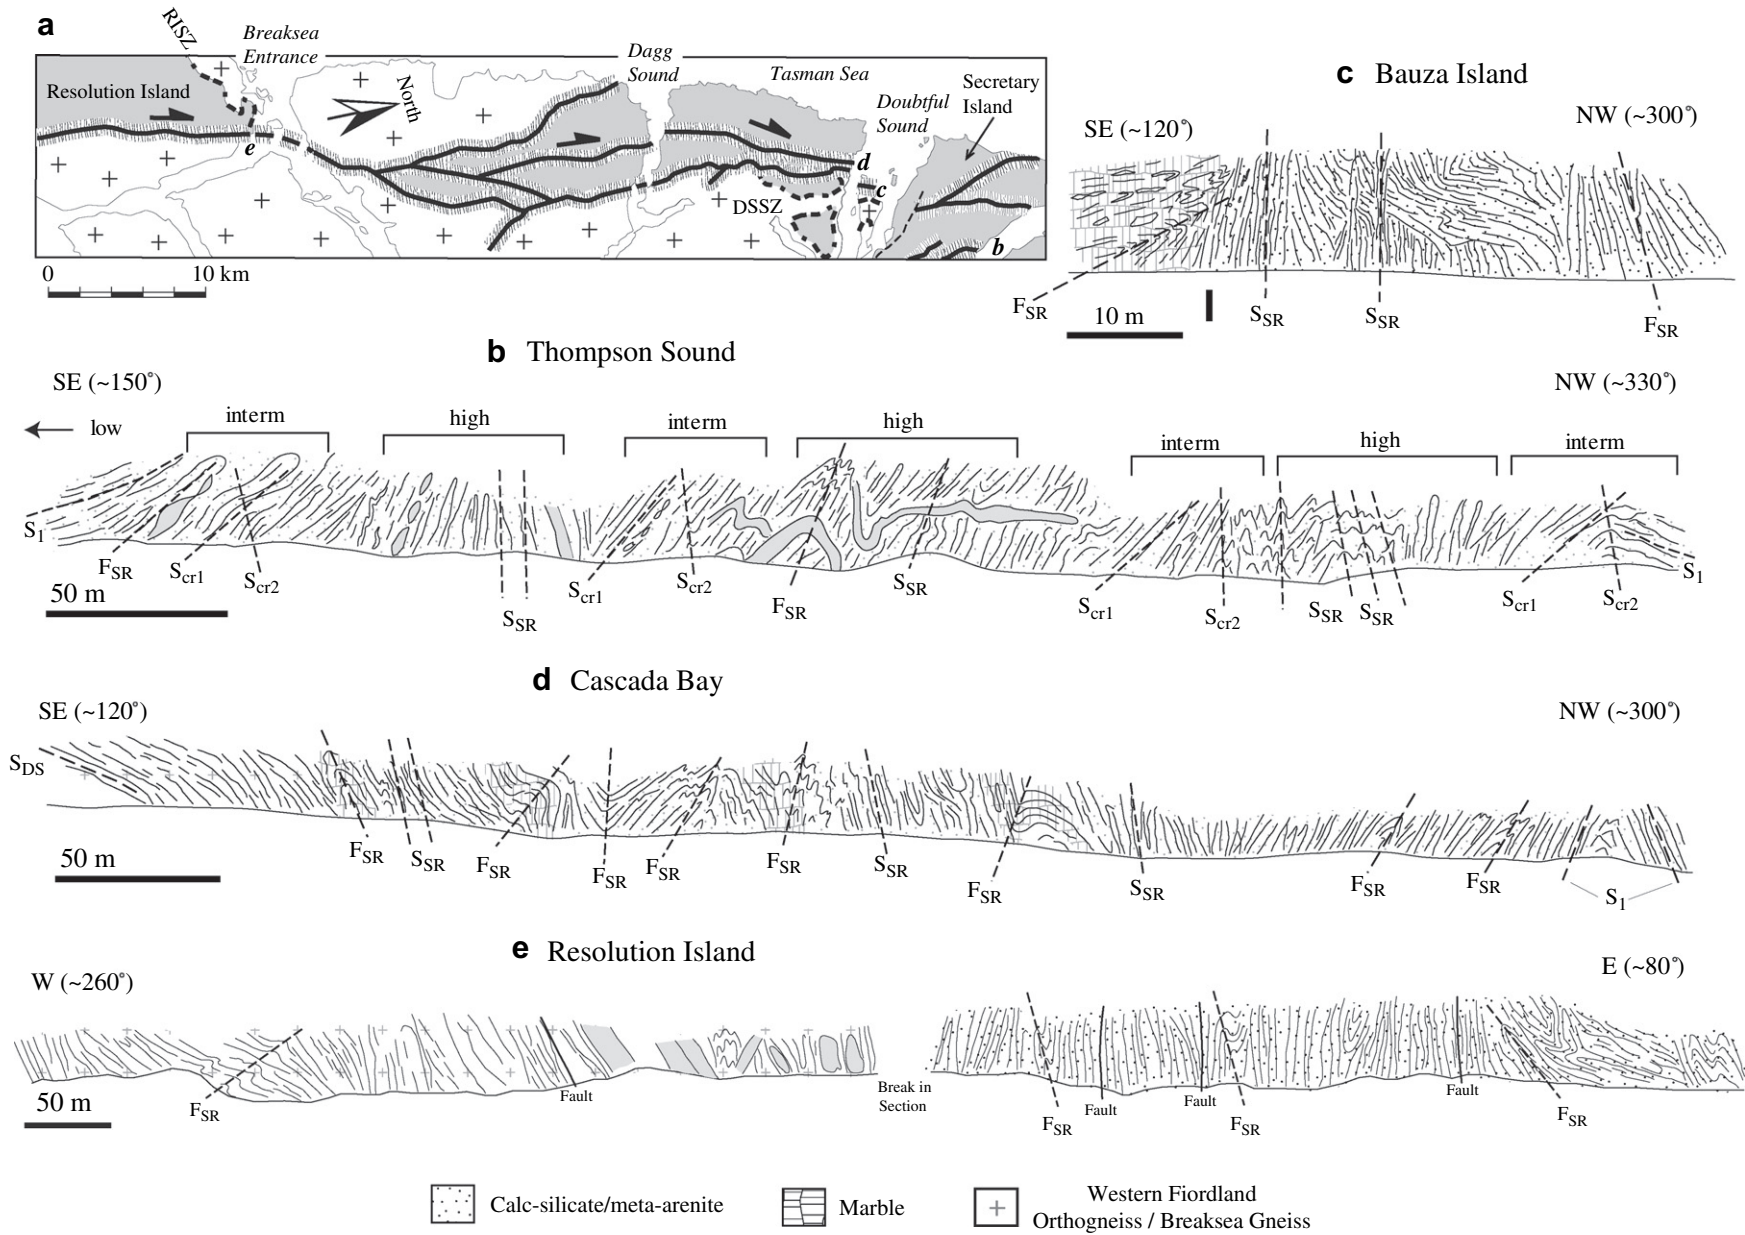 a
RISZ
Breaksea
Entrance
Resolution Island
North
Dagg
Sound
Tasman Sea
Doubtful
Sound
Secretary
Island
e
d
c
DSSZ
b
0 10 km
c Bauza Island
SE (~120°)
NW (~300°)
FSR
SSR
SSR
FSR
10 m
b Thompson Sound
SE (~150°)
NW (~330°)
low
interm
high
interm
high
interm
high
interm
S1
FSR
Scr1
Scr2
SSR
Scr1
Scr2
FSR
SSR
Scr1
Scr2
SSR
SSR
Scr1
Scr2
S1
50 m
d Cascada Bay
SE (~120°)
NW (~300°)
SDS
FSR
SSR
FSR
FSR
FSR
FSR
SSR
FSR
SSR
FSR
FSR
S1
50 m
e Resolution Island
W (~260°)
E (~80°)
FSR
Fault
Break in
Section
FSR
Fault
Fault
FSR
Fault
FSR
50 m
Calc-silicate/meta-arenite
Marble
Western Fiordland
Orthogneiss / Breaksea Gneiss